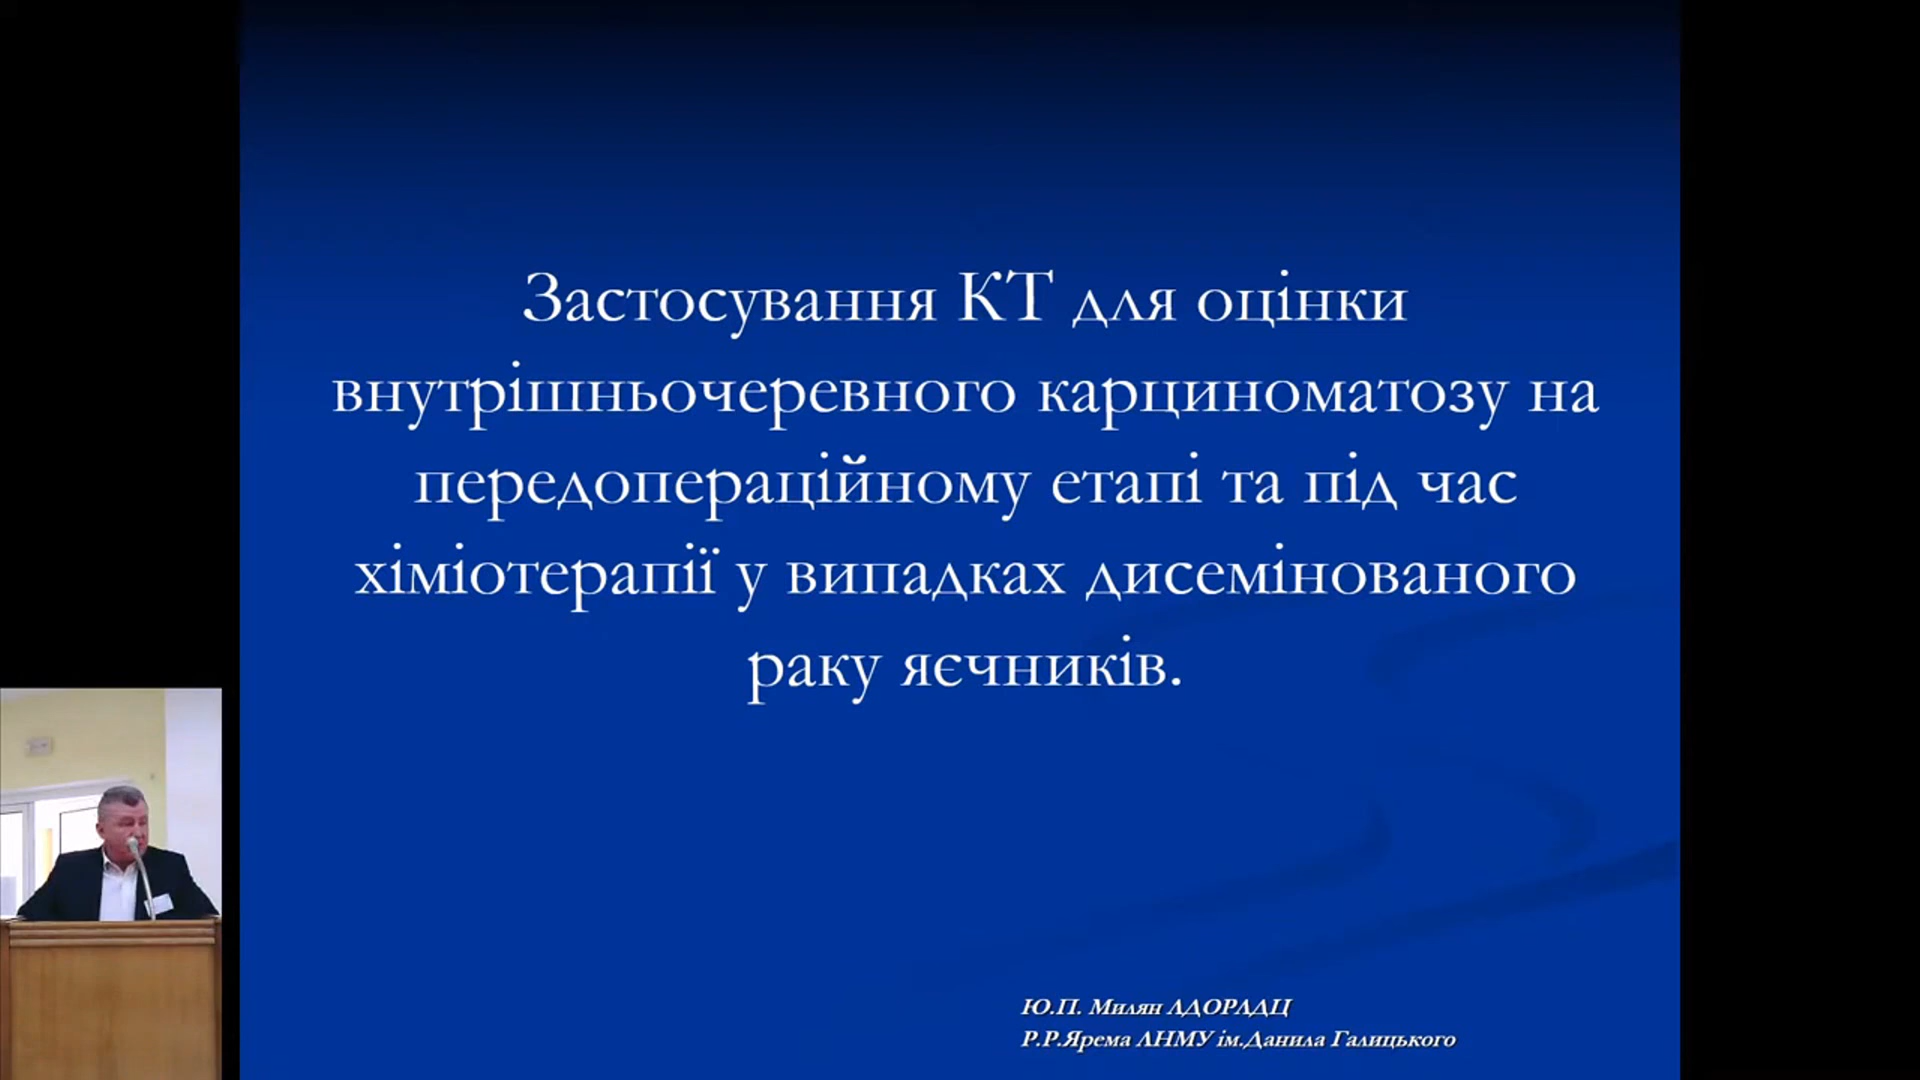 Застосування КТ для оцінки
внутрішньочеревного карциноматозу на
передопераційному етапі та під час
хіміотерапії у випадках дисемінованого
раку яєчників.
Ю.П. Милян ЛДОРЛДЦ
Р.Р.Ярема ЛНМУ ім.Данила Галицького